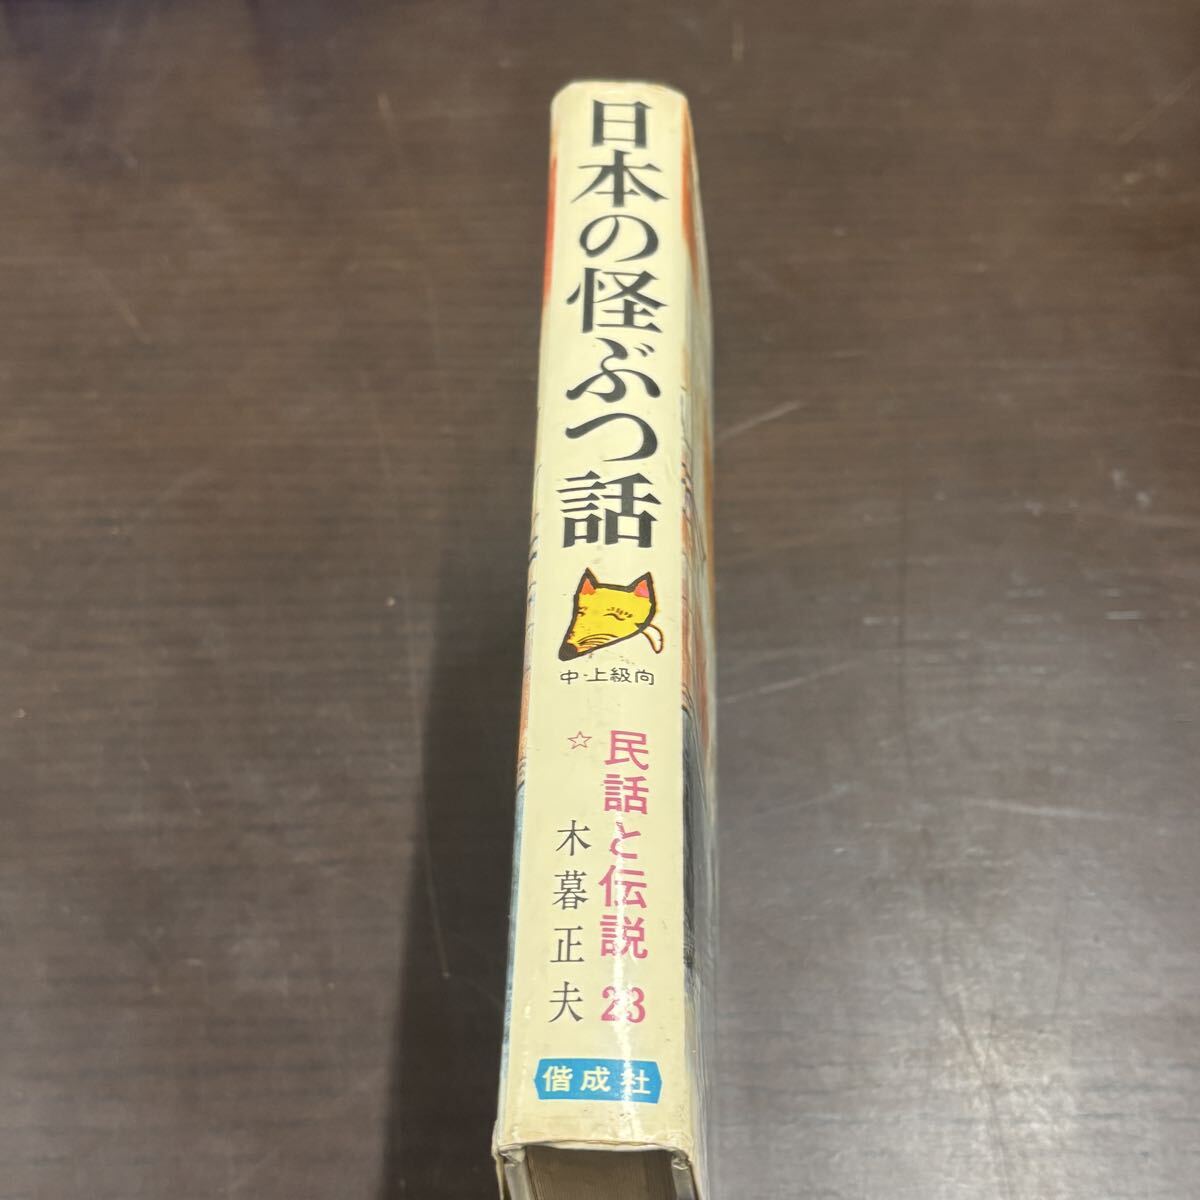 日本の怪ぶつ話
中・上級向
民話と伝説 23
☆
木暮正夫
偕成社